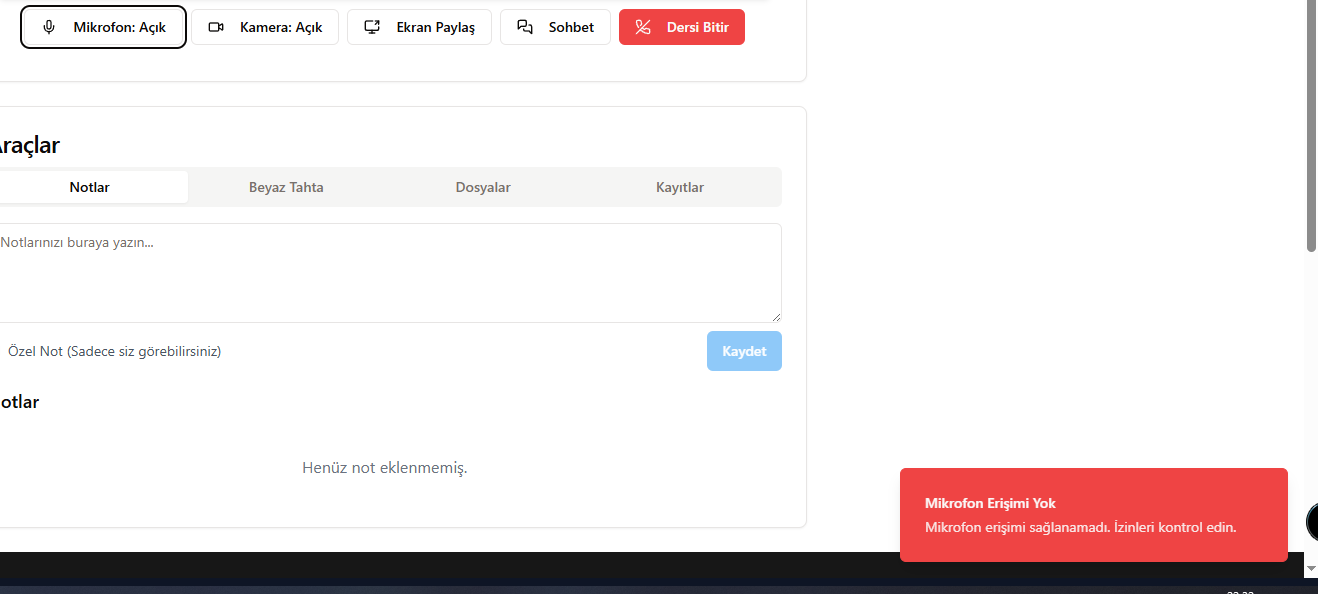 Mikrofon: Açık
Kamera: Açık
Ekran Paylaş
Sohbet
Dersi Bitir
raçlar
Notlar
Beyaz Tahta
Dosyalar
Kayıtlar
Notlarınızı buraya yazın...
Özel Not (Sadece siz görebilirsiniz)
Kaydet
otlar
Henüz not eklenmemiş.
Mikrofon Erişimi Yok
Mikrofon erişimi sağlanamadı. İzinleri kontrol edin.